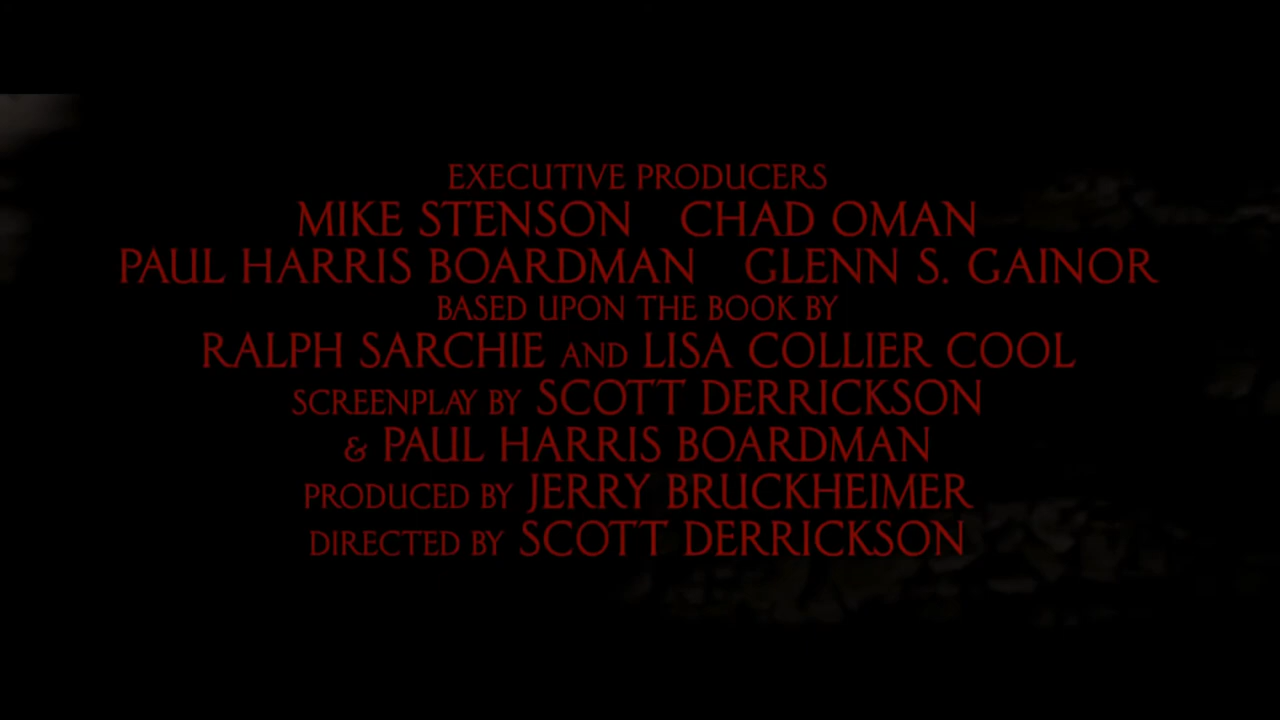 EXECUTIVE PRODUCERS
MIKE STENSON CHAD OMAN
PAUL HARRIS BOARDMAN GLENN S. GAINOR
BASED UPON THE BOOK BY
RALPH SARCHIE AND LISA COLLIER COOL
SCREENPLAY BY SCOTT DERRICKSON
& PAUL HARRIS BOARDMAN
PRODUCED BY JERRY BRUCKHEIMER
DIRECTED BY SCOTT DERRICKSON